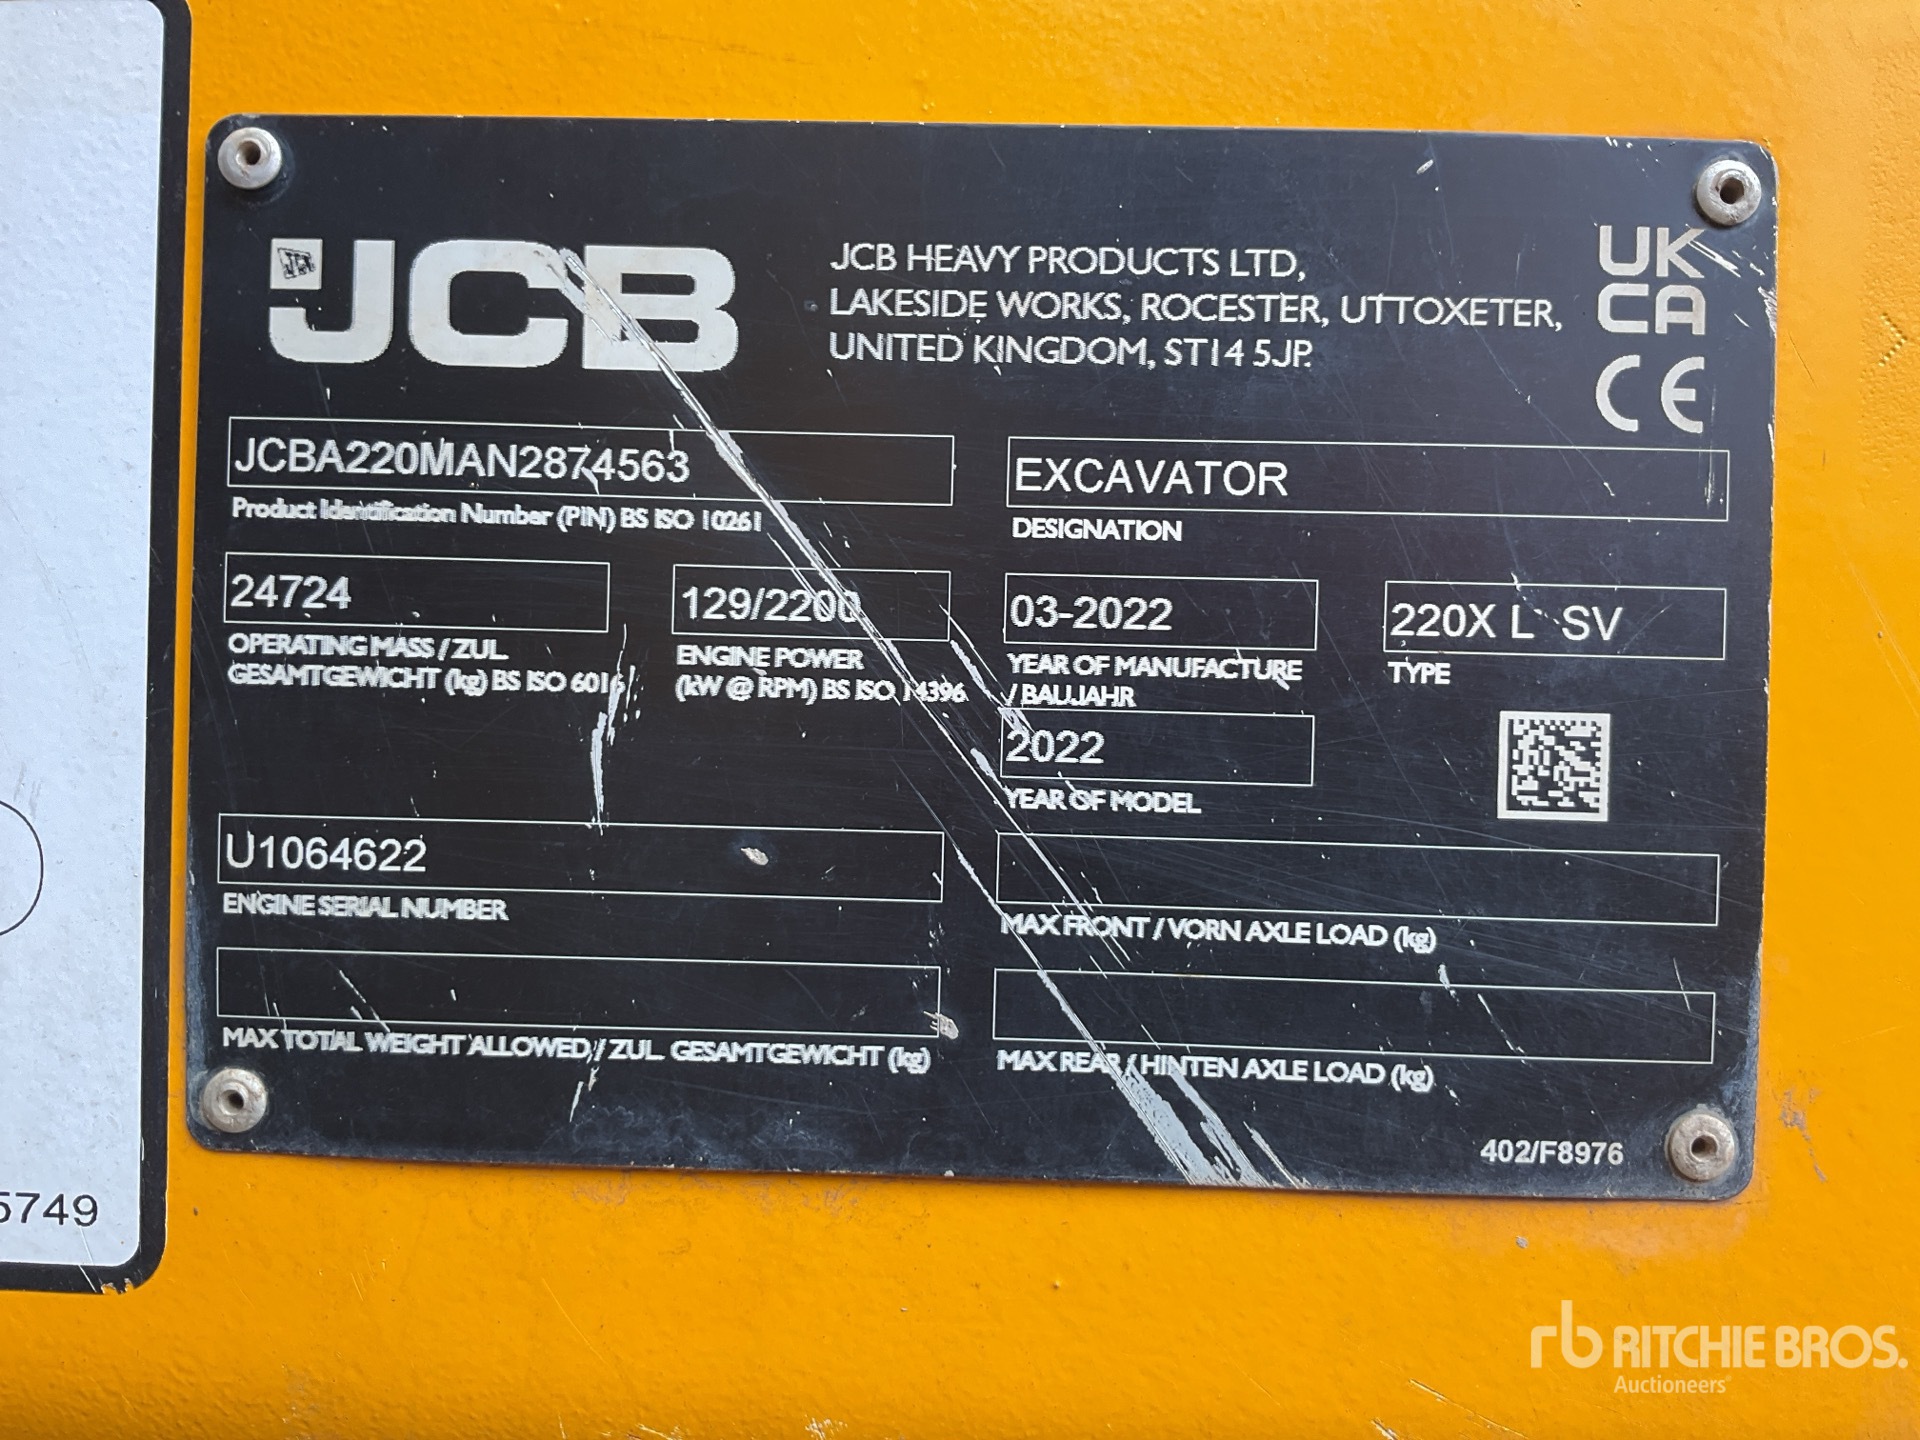 JCB
JCB HEAVY PRODUCTS LTD,
LAKESIDE WORKS, ROCESTER, UTTOXETER,
UNITED KINGDOM, ST14 5JP.
UK
CA
CE
JCBA220MAN2874563
Product Identification Number (PIN) BS ISO 10261
EXCAVATOR
DESIGNATION
24724
OPERATING MASS / ZUL.
GESAMTGEWICHT (kg) BS ISO 6016
129/2200
ENGINE POWER
(kW @ RPM) BS ISO 14396
03-2022
YEAR OF MANUFACTURE
/ BAUJAHR
220X L SV
TYPE
2022
YEAR OF MODEL
U1064622
ENGINE SERIAL NUMBER
MAX FRONT / VORN AXLE LOAD (kg)
MAX TOTAL WEIGHT ALLOWED / ZUL. GESAMTGEWICHT (kg)
MAX REAR / HINTEN AXLE LOAD (kg)
402/F8976
5749
rb RITCHIE BROS.
Auctioneers